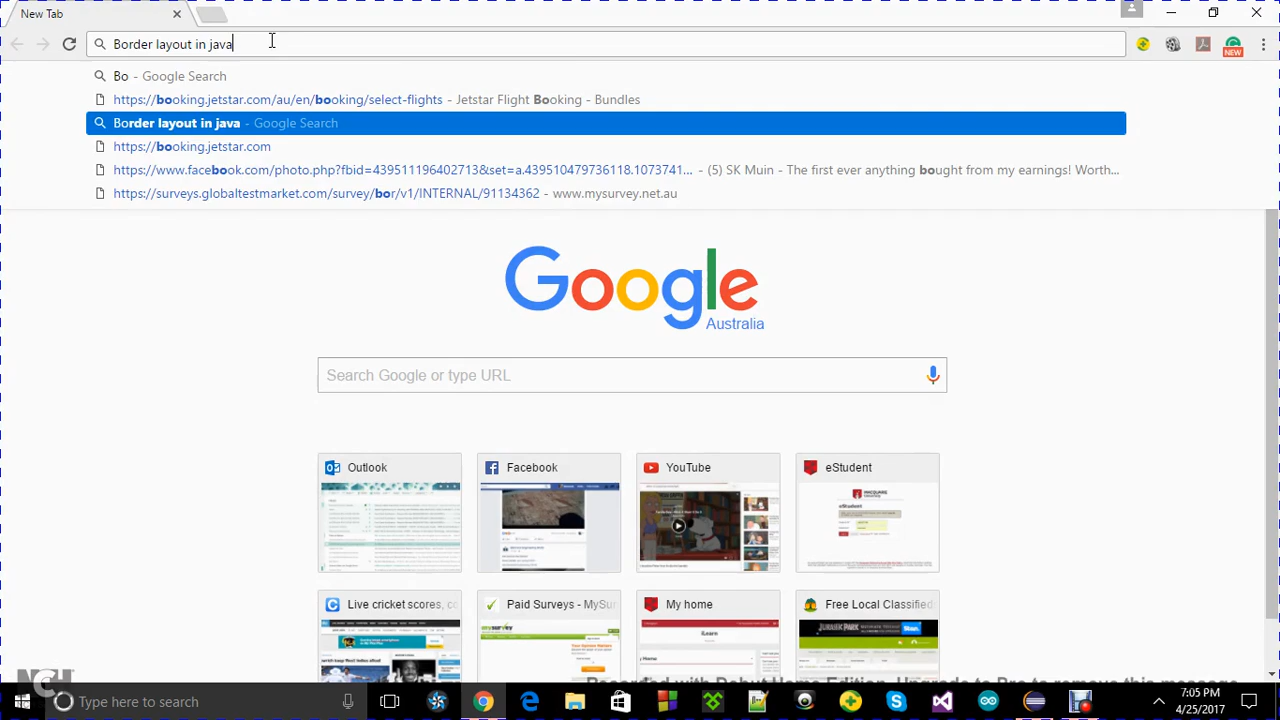 New Tab
Border layout in java
NEW
Bo - Google Search
https://booking.jetstar.com/au/en/booking/select-flights - Jetstar Flight Booking - Bundles
Border layout in java - Google Search
https://booking.jetstar.com
https://www.facebook.com/photo.php?fbid=439511196402713&set=a.439510479736118.1073741... - (5) SK Muin - The first ever anything bought from my earnings! Worth...
https://surveys.globaltestmarket.com/survey/bor/v1/INTERNAL/91134362 - www.mysurvey.net.au
Google
Australia
Search Google or type URL
Outlook
Facebook
YouTube
eStudent
Live cricket scores, co
Paid Surveys - MySur
My home
Free Local Classified
Type here to search
7:05 PM
4/25/2017